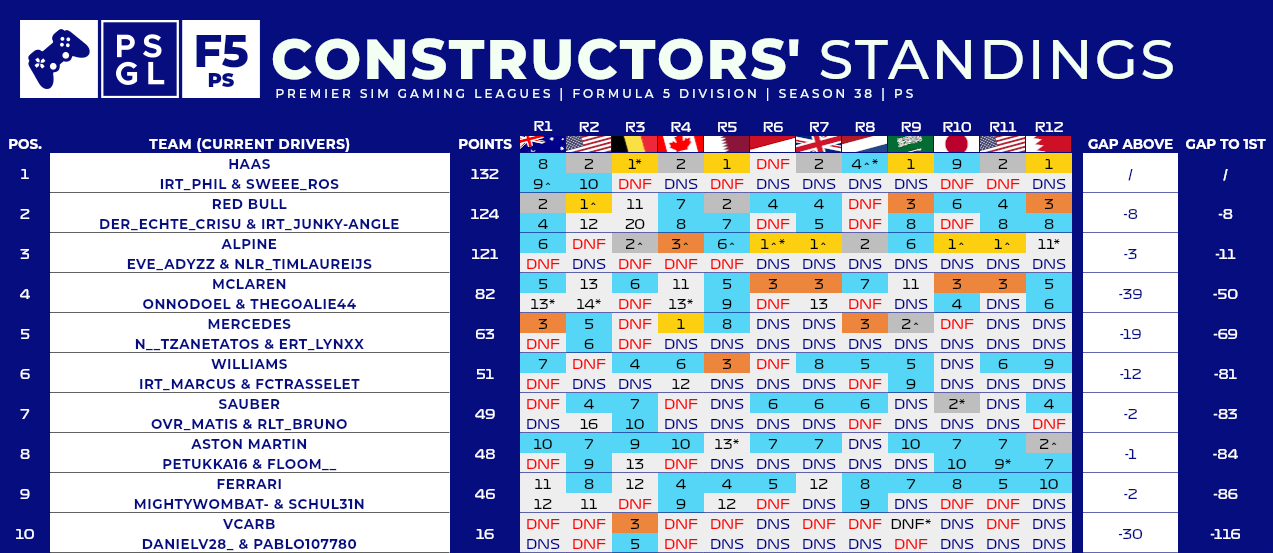 PS GL F5 PS CONSTRUCTORS' STANDINGS
PREMIER SIM GAMING LEAGUES | FORMULA 5 DIVISION | SEASON 38 | PS
R1 R2 R3 R4 R5 R6 R7 R8 R9 R10 R11 R12
POS. TEAM (CURRENT DRIVERS) POINTS GAP ABOVE GAP TO 1ST
HAAS 8 2 1* 2 1 DNF 2 4^* 1 9 2 1
1 132 / /
IRT_PHIL & SWEEE_ROS 9^ 10 DNF DNS DNF DNS DNS DNS DNS DNF DNF DNS
RED BULL 2 1^ 11 7 2 4 4 DNF 3 6 4 3
2 124 -8 -8
DER_ECHTE_CRISU & IRT_JUNKY-ANGLE 4 12 20 8 7 DNF 5 DNF 8 DNF 8 8
ALPINE 6 DNF 2^ 3^ 6^ 1^* 1^ 2 6 1^ 1^ 11*
3 121 -3 -11
EVE_ADYZZ & NLR_TIMLAUREIJS DNF DNS DNF DNF DNF DNS DNS DNS DNS DNS DNS DNS
MCLAREN 5 13 6 11 5 3 3 7 11 3 3 5
4 82 -39 -50
ONNODOEL & THEGOALIE44 13* 14* DNF 13* 9 DNF 13 DNF DNS 4 DNS 6
MERCEDES 3 5 DNF 1 8 DNS DNS 3 2^ DNF DNS DNS
5 63 -19 -69
N__TZANETATOS & ERT_LYNXX DNF 6 DNF DNS DNS DNS DNS DNS DNS DNS DNS DNS
WILLIAMS 7 DNF 4 6 3 DNF 8 5 5 DNS 6 9
6 51 -12 -81
IRT_MARCUS & FCTRASSELET DNF DNS DNS 12 DNS DNS DNS DNF 9 DNS DNS DNS
SAUBER DNF 4 7 DNF DNS 6 6 6 DNS 2* DNS 4
7 49 -2 -83
OVR_MATIS & RLT_BRUNO DNS 16 10 DNS DNS DNS DNS DNF DNS DNS DNS DNF
ASTON MARTIN 10 7 9 10 13* 7 7 DNS 10 7 7 2^
8 48 -1 -84
PETUKKA16 & FLOOM__ DNF 9 13 DNF DNS DNS DNS DNS DNS 10 9* 7
FERRARI 11 8 12 4 4 5 12 8 7 8 5 10
9 46 -2 -86
MIGHTYWOMBAT- & SCHUL31N 12 11 DNF 9 12 DNF DNS 9 DNS DNF DNF DNS
VCARB DNF DNF 3 DNF DNF DNS DNF DNF DNF* DNS DNF DNS
10 16 -30 -116
DANIELV28_ & PABLO107780 DNS DNF 5 DNF DNS DNS DNS DNS DNF DNS DNS DNS